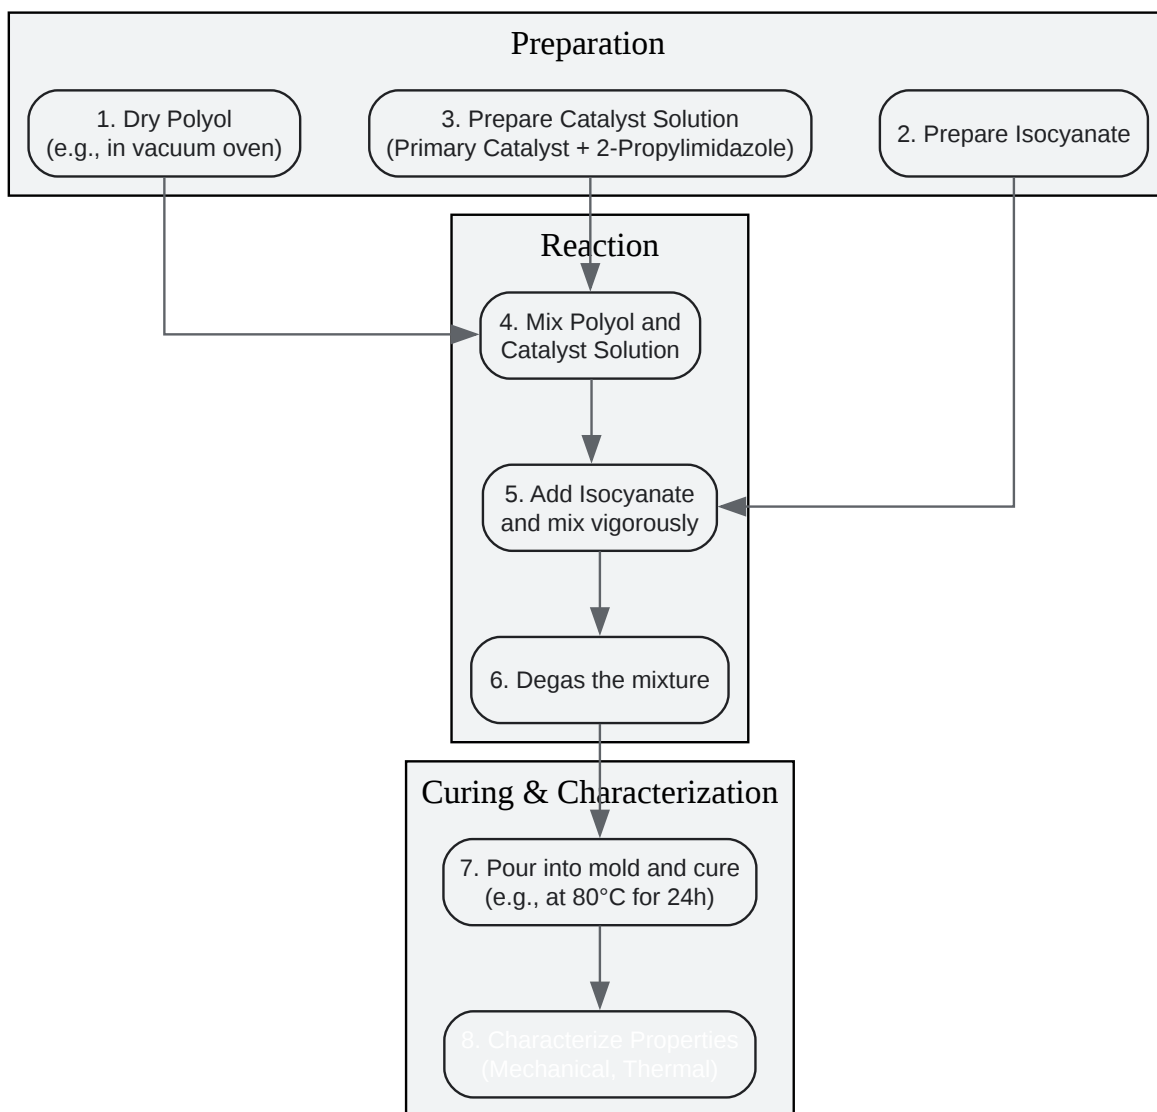 Preparation
1. Dry Polyol
(e.g., in vacuum oven)
3. Prepare Catalyst Solution
(Primary Catalyst + 2-Propylimidazole)
2. Prepare Isocyanate
Reaction
4. Mix Polyol and
Catalyst Solution
5. Add Isocyanate
and mix vigorously
6. Degas the mixture
Curing & Characterization
7. Pour into mold and cure
(e.g., at 80°C for 24h)
8. Characterize Properties
(Mechanical, Thermal)